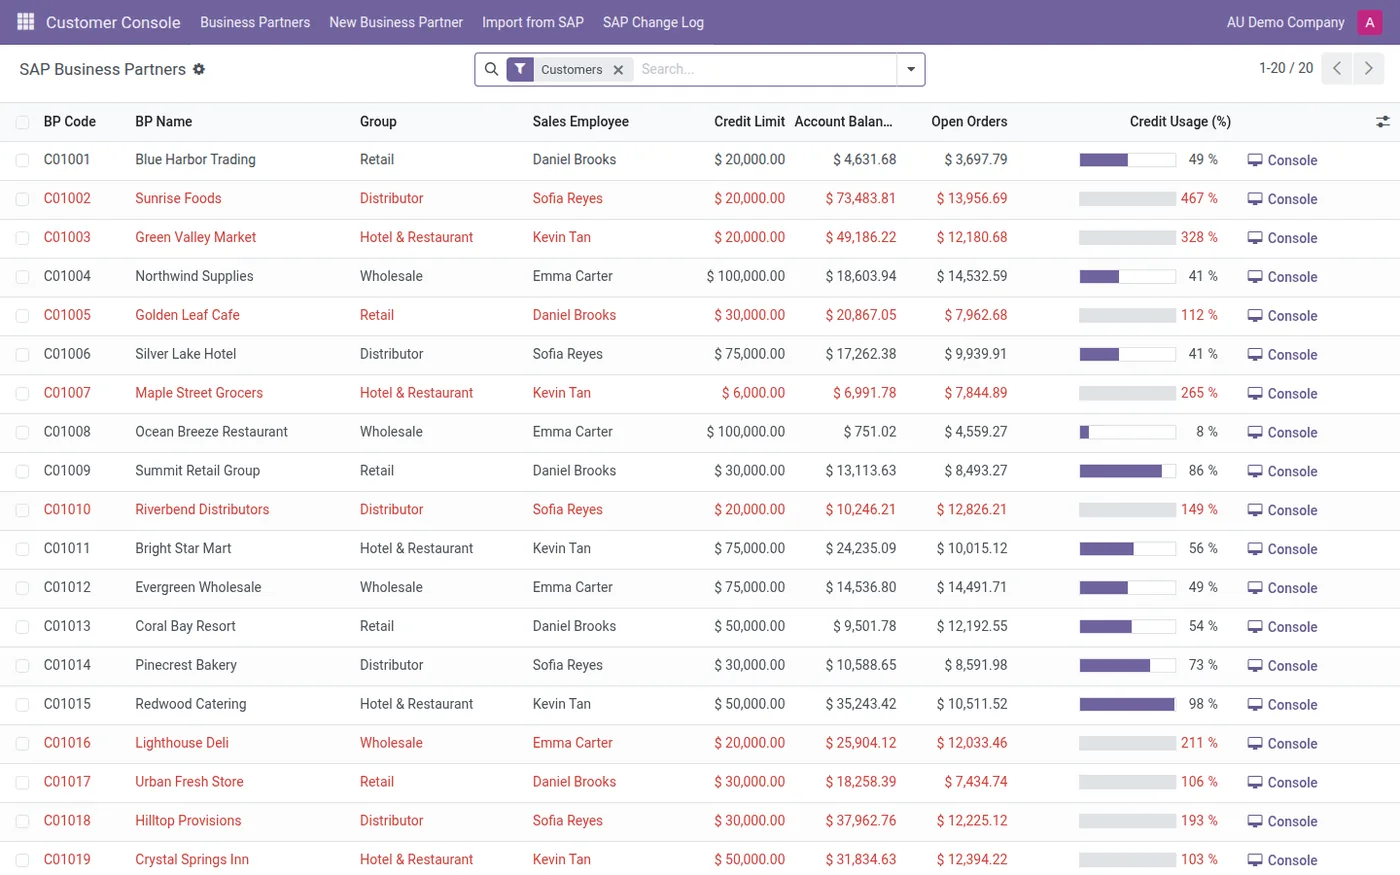 Customer Console Business Partners New Business Partner Import from SAP SAP Change Log AU Demo Company A
SAP Business Partners Customers Search... 1-20 / 20
BP Code BP Name Group Sales Employee Credit Limit Account Balan... Open Orders Credit Usage (%)
C01001 Blue Harbor Trading Retail Daniel Brooks $ 20,000.00 $ 4,631.68 $ 3,697.79 49 % Console
C01002 Sunrise Foods Distributor Sofia Reyes $ 20,000.00 $ 73,483.81 $ 13,956.69 467 % Console
C01003 Green Valley Market Hotel & Restaurant Kevin Tan $ 20,000.00 $ 49,186.22 $ 12,180.68 328 % Console
C01004 Northwind Supplies Wholesale Emma Carter $ 100,000.00 $ 18,603.94 $ 14,532.59 41 % Console
C01005 Golden Leaf Cafe Retail Daniel Brooks $ 30,000.00 $ 20,867.05 $ 7,962.68 112 % Console
C01006 Silver Lake Hotel Distributor Sofia Reyes $ 75,000.00 $ 17,262.38 $ 9,939.91 41 % Console
C01007 Maple Street Grocers Hotel & Restaurant Kevin Tan $ 6,000.00 $ 6,991.78 $ 7,844.89 265 % Console
C01008 Ocean Breeze Restaurant Wholesale Emma Carter $ 100,000.00 $ 751.02 $ 4,559.27 8 % Console
C01009 Summit Retail Group Retail Daniel Brooks $ 30,000.00 $ 13,113.63 $ 8,493.27 86 % Console
C01010 Riverbend Distributors Distributor Sofia Reyes $ 20,000.00 $ 10,246.21 $ 12,826.21 149 % Console
C01011 Bright Star Mart Hotel & Restaurant Kevin Tan $ 75,000.00 $ 24,235.09 $ 10,015.12 56 % Console
C01012 Evergreen Wholesale Wholesale Emma Carter $ 75,000.00 $ 14,536.80 $ 14,491.71 49 % Console
C01013 Coral Bay Resort Retail Daniel Brooks $ 50,000.00 $ 9,501.78 $ 12,192.55 54 % Console
C01014 Pinecrest Bakery Distributor Sofia Reyes $ 30,000.00 $ 10,588.65 $ 8,591.98 73 % Console
C01015 Redwood Catering Hotel & Restaurant Kevin Tan $ 50,000.00 $ 35,243.42 $ 10,511.52 98 % Console
C01016 Lighthouse Deli Wholesale Emma Carter $ 20,000.00 $ 25,904.12 $ 12,033.46 211 % Console
C01017 Urban Fresh Store Retail Daniel Brooks $ 30,000.00 $ 18,258.39 $ 7,434.74 106 % Console
C01018 Hilltop Provisions Distributor Sofia Reyes $ 30,000.00 $ 37,962.76 $ 12,225.12 193 % Console
C01019 Crystal Springs Inn Hotel & Restaurant Kevin Tan $ 50,000.00 $ 31,834.63 $ 12,394.22 103 % Console